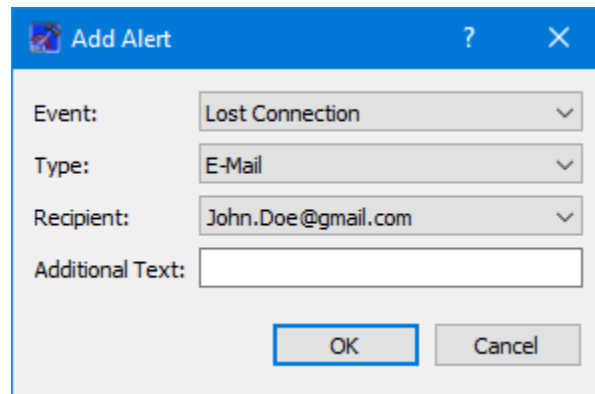 Add Alert ?
Event: Lost Connection
Type: E-Mail
Recipient: John.Doe@gmail.com
Additional Text:
OK Cancel